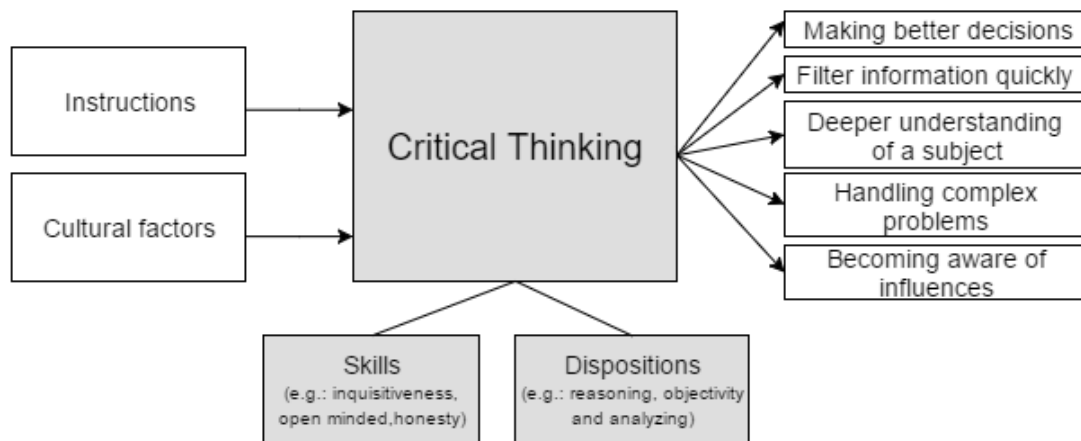 Instructions
Cultural factors
Critical Thinking
Making better decisions
Filter information quickly
Deeper understanding
of a subject
Handling complex
problems
Becoming aware of
influences
Skills
(e.g.: inquisitiveness,
open minded,honesty)
Dispositions
(e.g.: reasoning, objectivity
and analyzing)